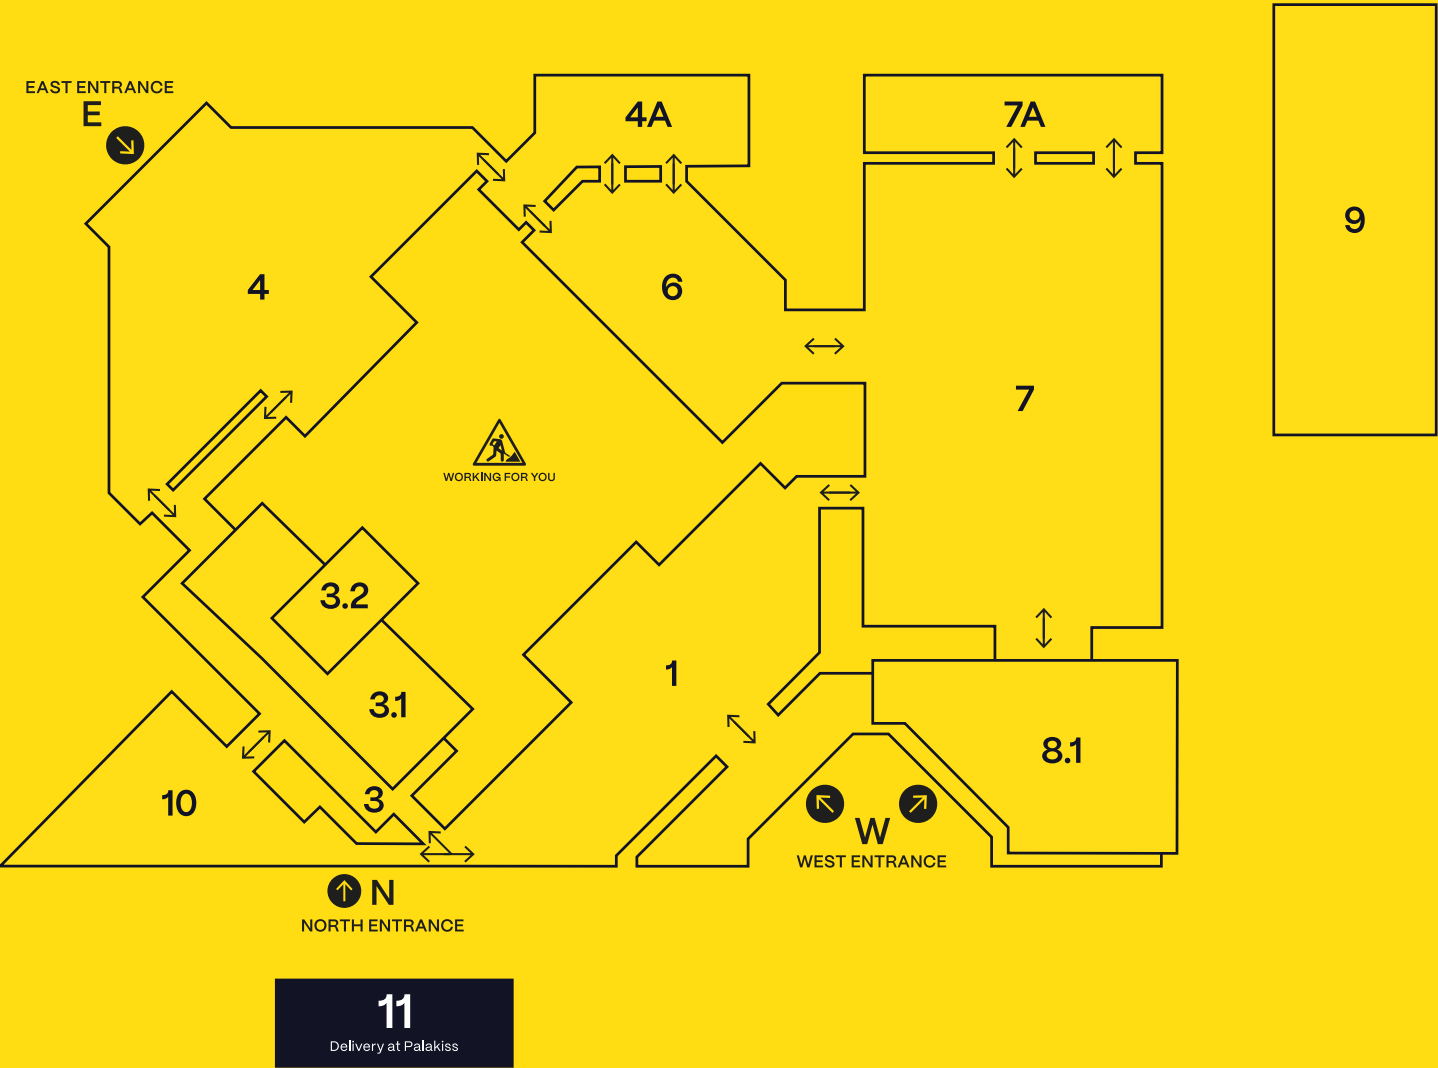 EAST ENTRANCE
E
4A
7A
9
4
6
7
WORKING FOR YOU
3.2
1
3.1
8.1
10
3
W
WEST ENTRANCE
N
NORTH ENTRANCE
11
Delivery at Palakiss